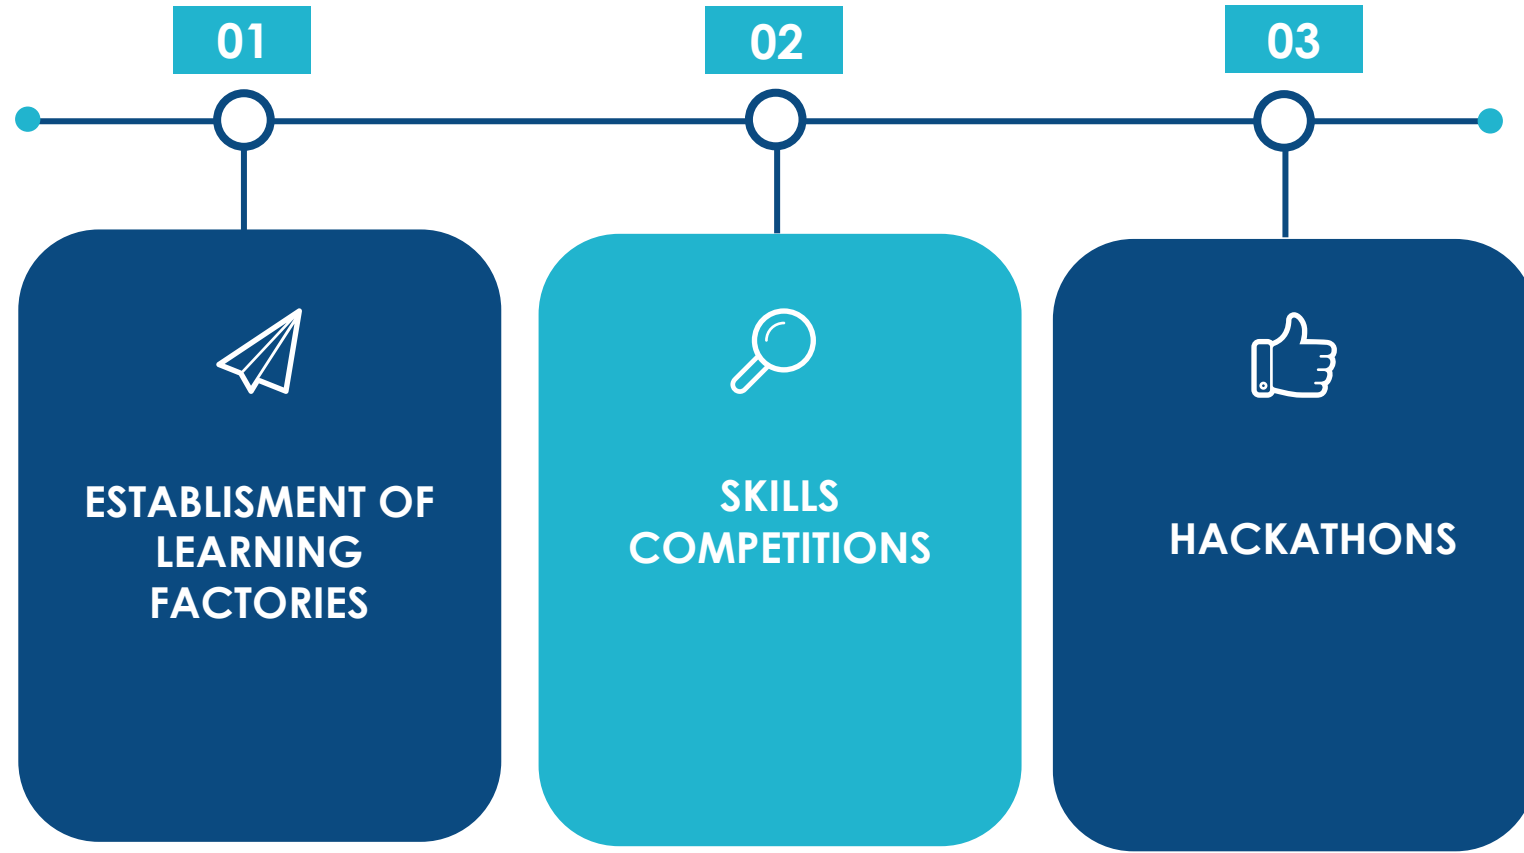 01
02
03
ESTABLISMENT OF
LEARNING
FACTORIES
SKILLS
COMPETITIONS
HACKATHONS